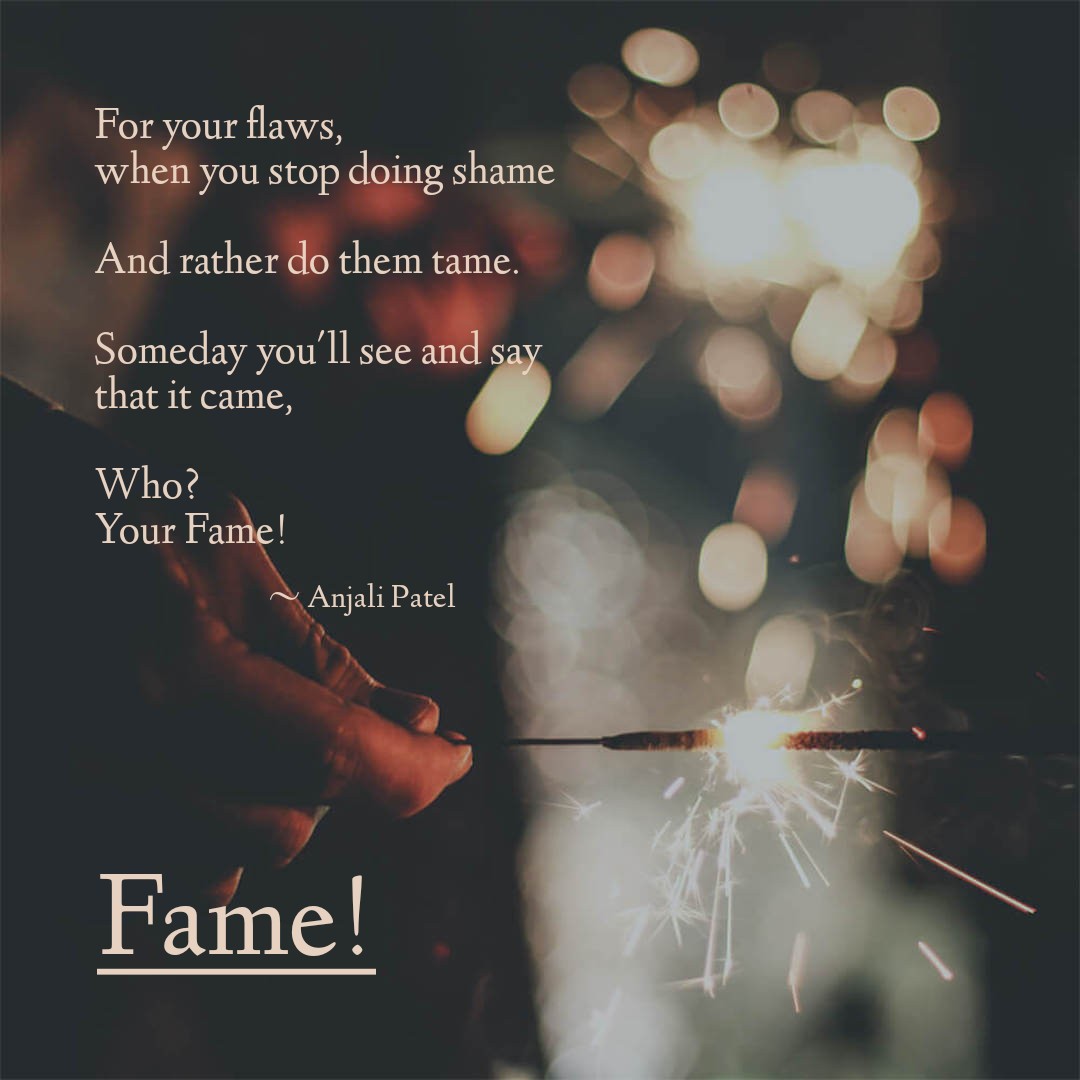 For your flaws,
when you stop doing shame
And rather do them tame.
Someday you'll see and say
that it came,
Who?
Your Fame!
~ Anjali Patel
Fame!